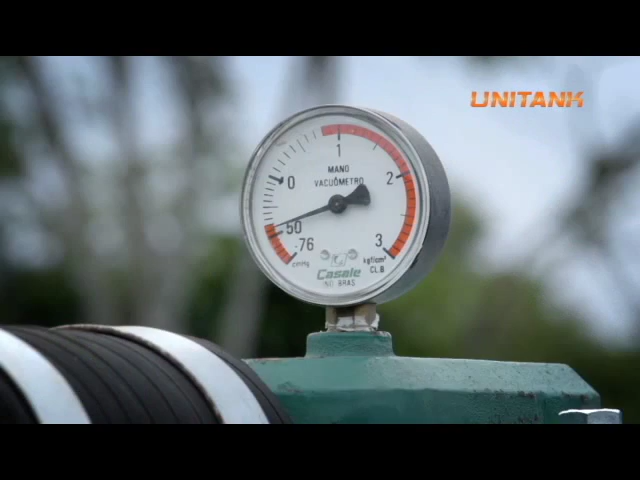 UNITANK
1
MANO
VACUÔMETRO
0
2
50
.76
3
cmHg
kgf/cm²
CL.B
Casale
IND BRAS